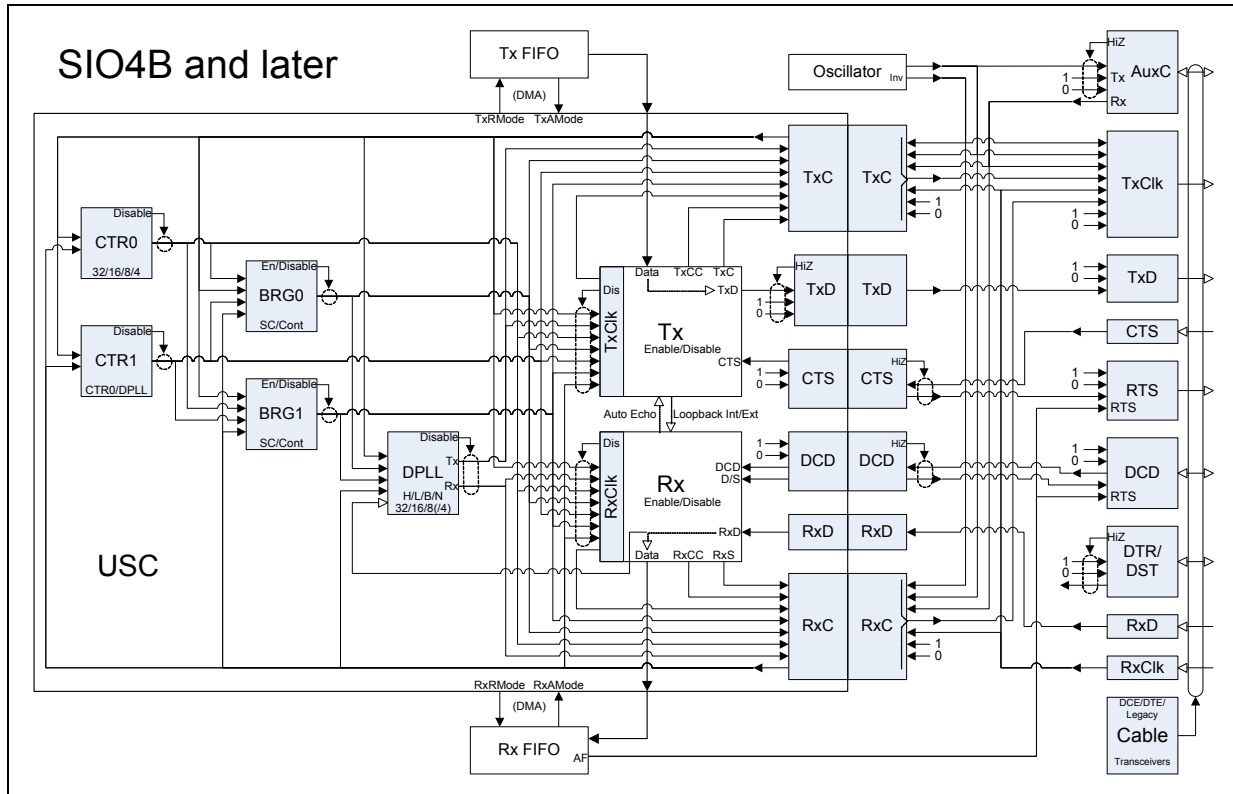 SIO4B and later
Tx FIFO
(DMA)
TxRMode TxAMode
Oscillator
Inv
HiZ
AuxC
1
Tx
0
Rx
TxC
TxC
1
0
TxClk
1
0
Disable
CTR0
32/16/8/4
En/Disable
BRG0
SC/Cont
Disable
CTR1
CTR0/DPLL
En/Disable
BRG1
SC/Cont
Disable
Tx
DPLL
Rx
H/L/B/N
32/16/8(/4)
USC
Data
TxCC TxC
TxD
Dis
TxClk
Tx
Enable/Disable
CTS
Auto Echo
Loopback Int/Ext
Dis
RxClk
Rx
Enable/Disable
DCD
D/S
RxD
Data
RxCC RxS
HiZ
1
0
TxD
TxD
1
0
TxD
1
0
CTS
CTS
HiZ
CTS
1
0
RTS
RTS
1
0
DCD
DCD
HiZ
1
0
DCD
RTS
RxD
RxD
HiZ
1
0
DTR/
DST
RxC
RxC
1
0
RxD
RxClk
RxRMode RxAMode
(DMA)
Rx FIFO
AF
DCE/DTE/
Legacy
Cable
Transceivers